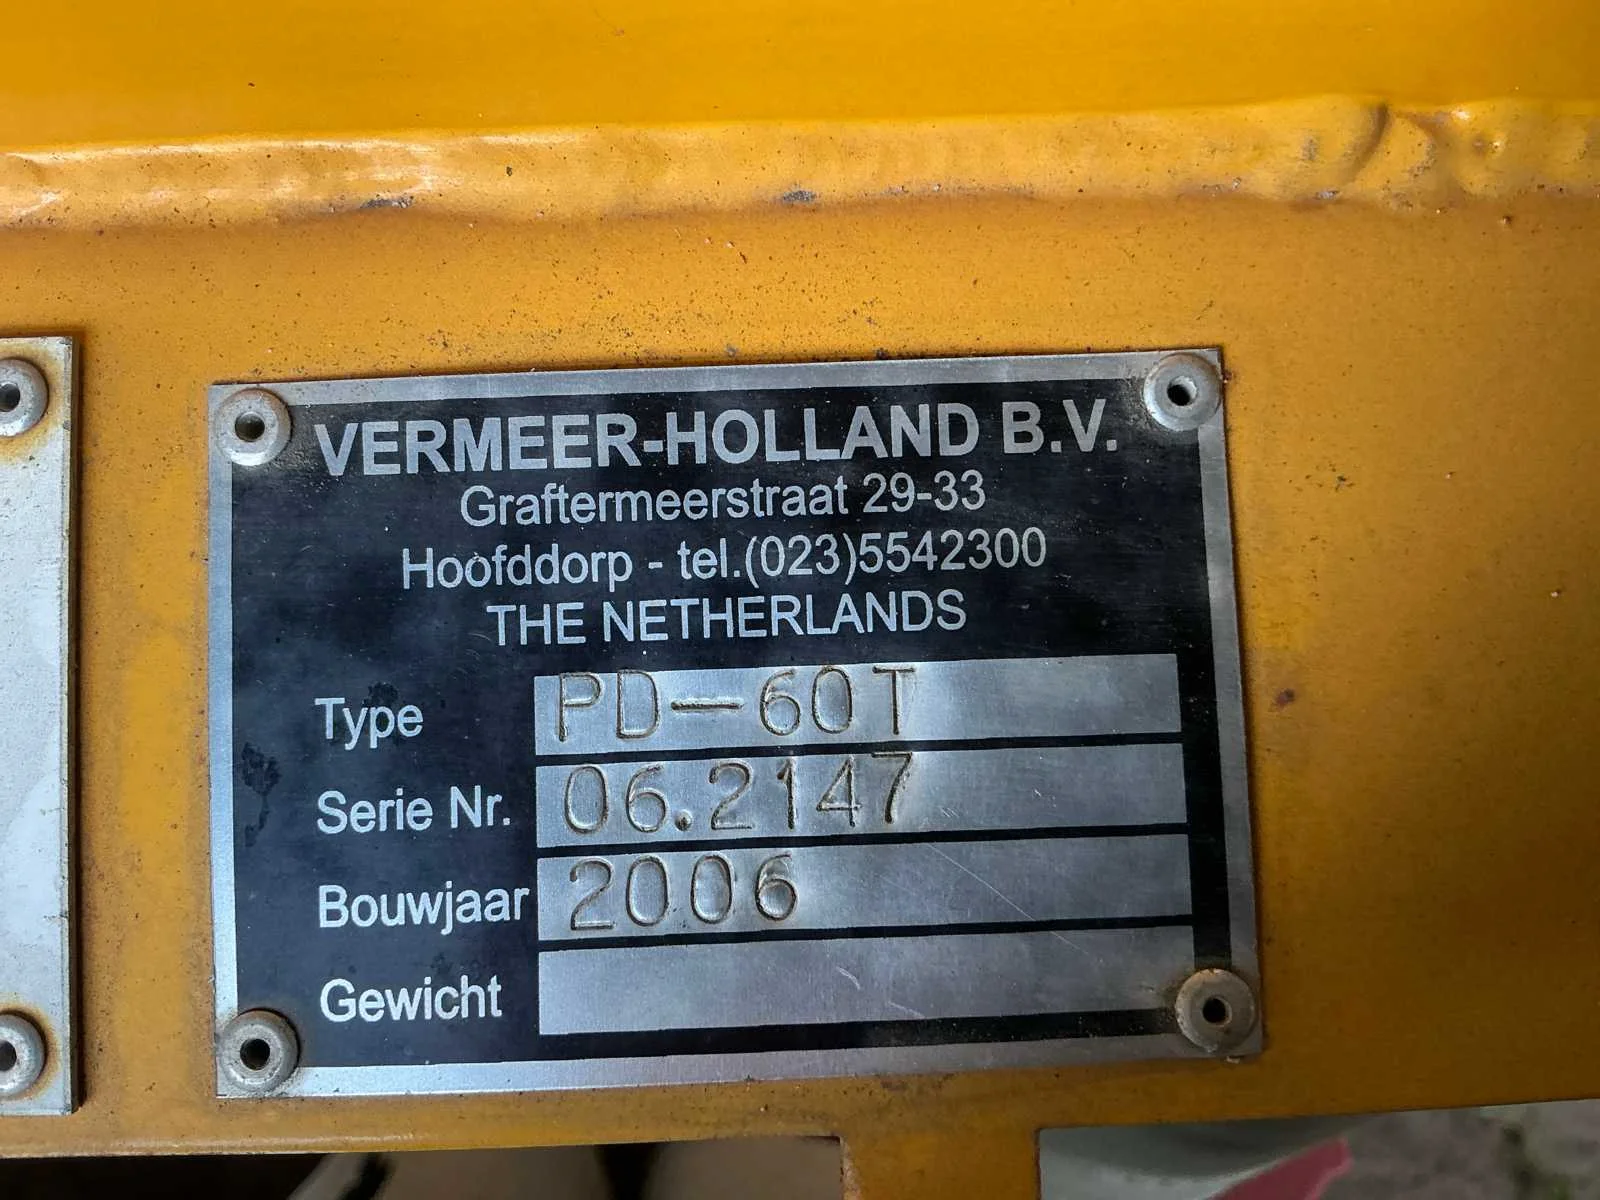 VERMEER-HOLLAND B.V.
Graftermeerstraat 29-33
Hoofddorp - tel.(023)5542300
THE NETHERLANDS
Type PD-60T
Serie Nr. 06.2147
Bouwjaar 2006
Gewicht